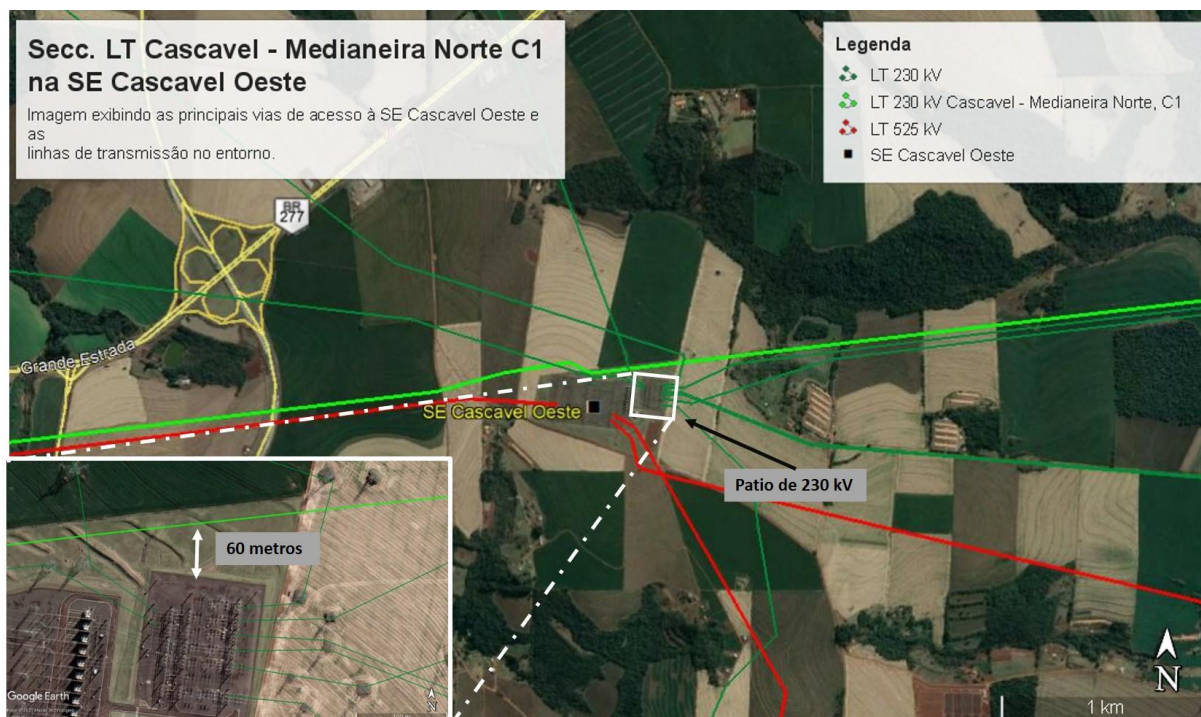 Secc. LT Cascavel - Medianeira Norte C1
na SE Cascavel Oeste
Imagem exibindo as principais vias de acesso à SE Cascavel Oeste e
as
linhas de transmissão no entorno.
Legenda
LT 230 kV
LT 230 kV Cascavel - Medianeira Norte, C1
LT 525 kV
SE Cascavel Oeste
BR
277
Grande Estrada
SE Cascavel Oeste
Patio de 230 kV
60 metros
Google Earth
N
N
1 km